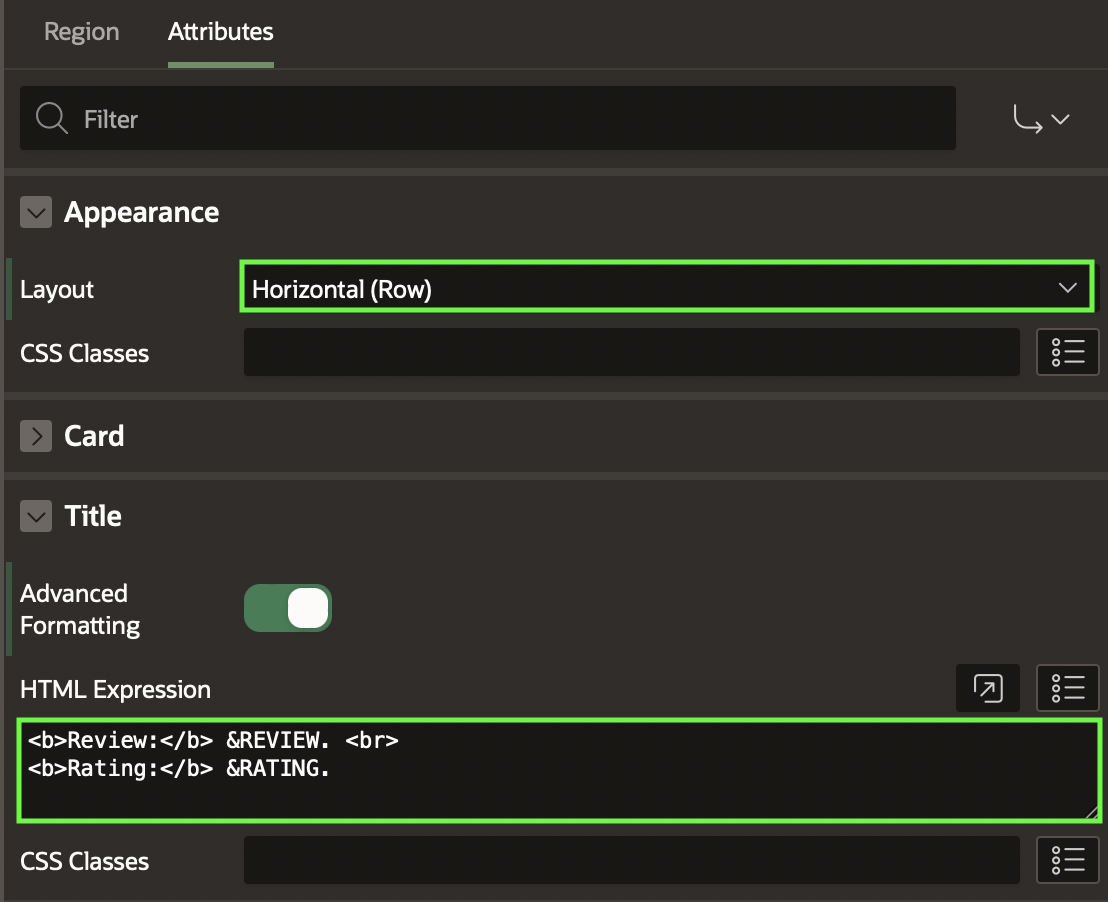 Region Attributes
Filter
Appearance
Layout Horizontal (Row)
CSS Classes
Card
Title
Advanced
Formatting
HTML Expression
<b>Review:</b> &REVIEW. <br>
<b>Rating:</b> &RATING.
CSS Classes